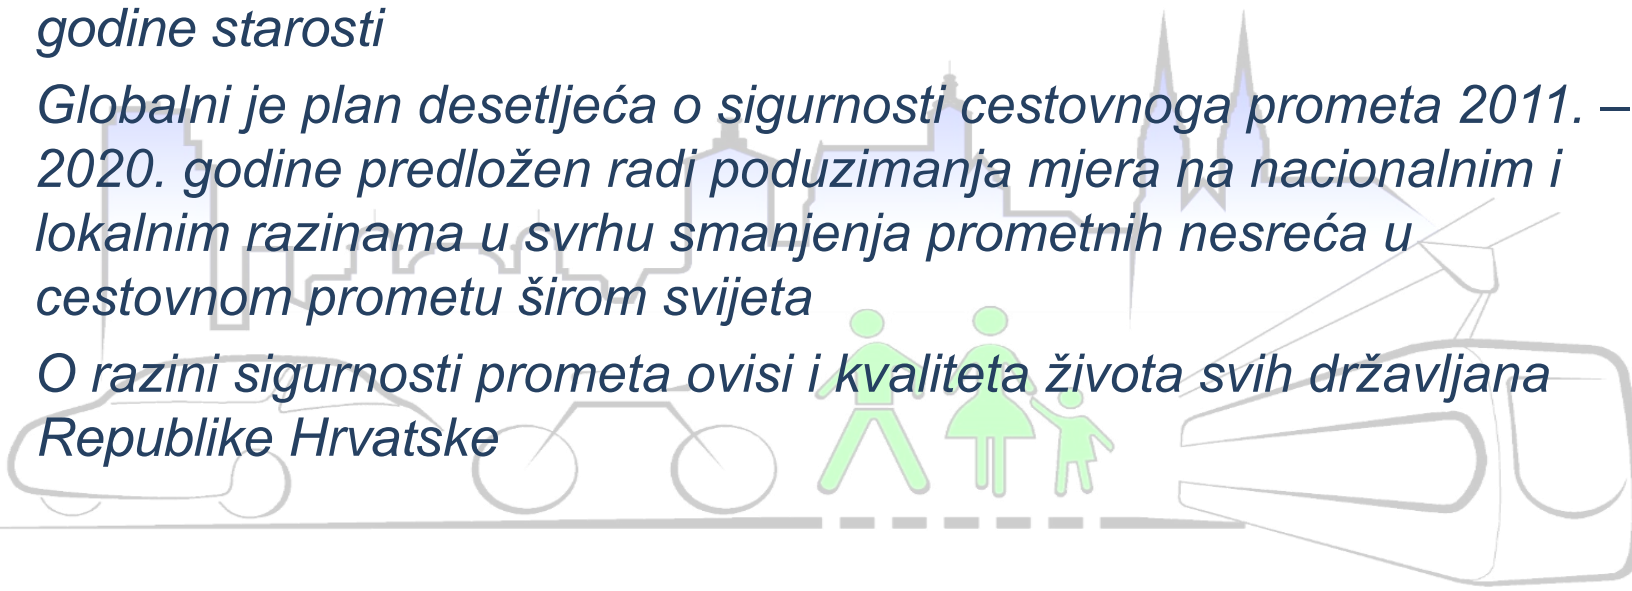 godine starosti
Globalni je plan desetljeća o sigurnosti cestovnoga prometa 2011. –
2020. godine predložen radi poduzimanja mjera na nacionalnim i
lokalnim razinama u svrhu smanjenja prometnih nesreća u
cestovnom prometu širom svijeta
O razini sigurnosti prometa ovisi i kvaliteta života svih državljana
Republike Hrvatske